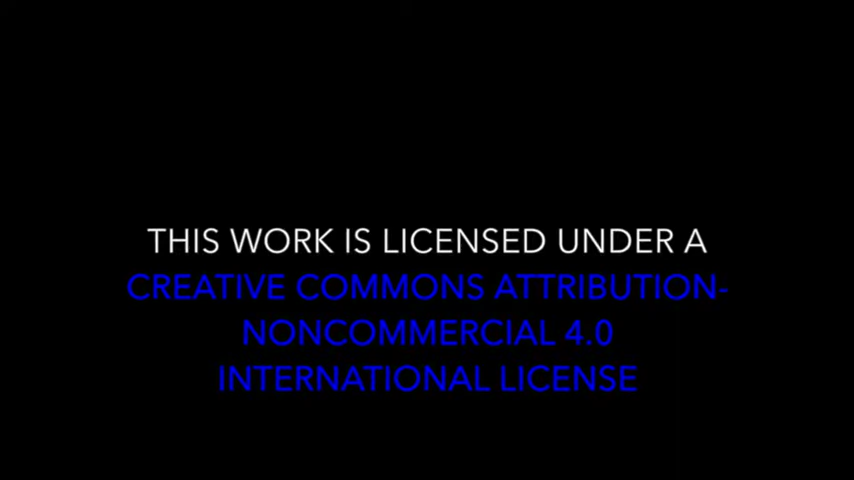 THIS WORK IS LICENSED UNDER A
CREATIVE COMMONS ATTRIBUTION-
NONCOMMERCIAL 4.0
INTERNATIONAL LICENSE